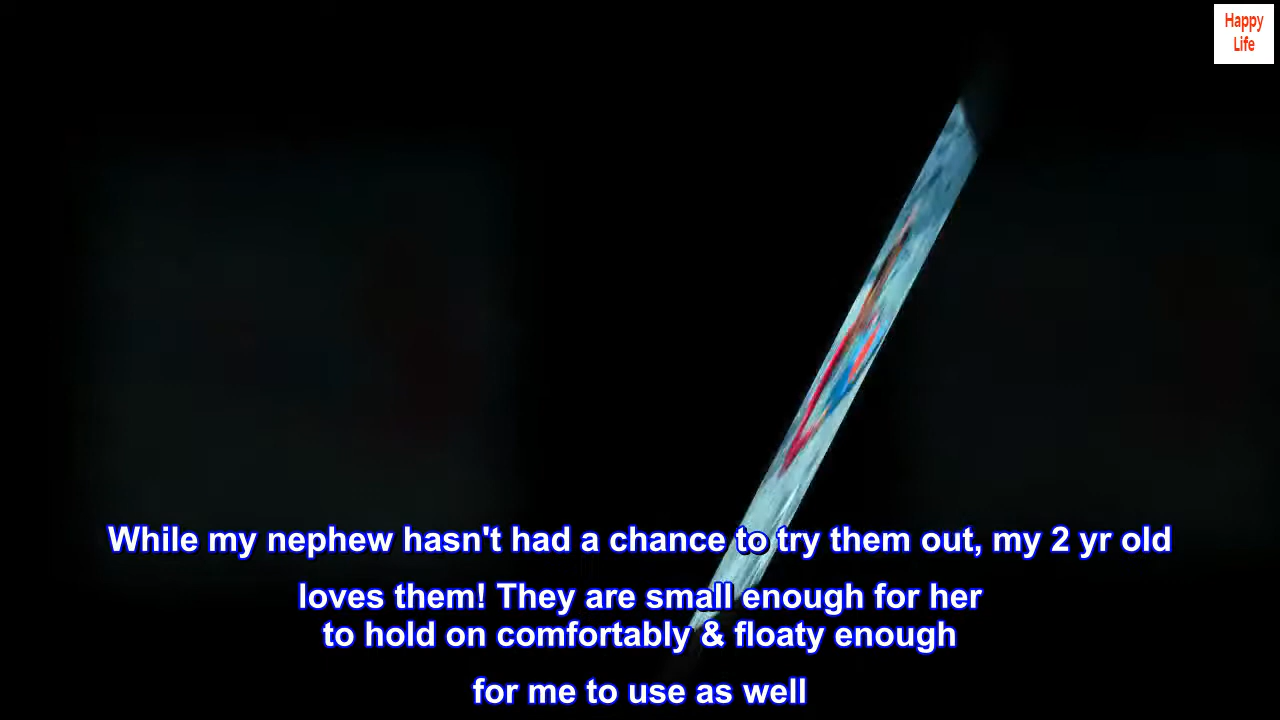 Happy
Life
While my nephew hasn't had a chance to try them out, my 2 yr old
loves them! They are small enough for her
to hold on comfortably & floaty enough
for me to use as well